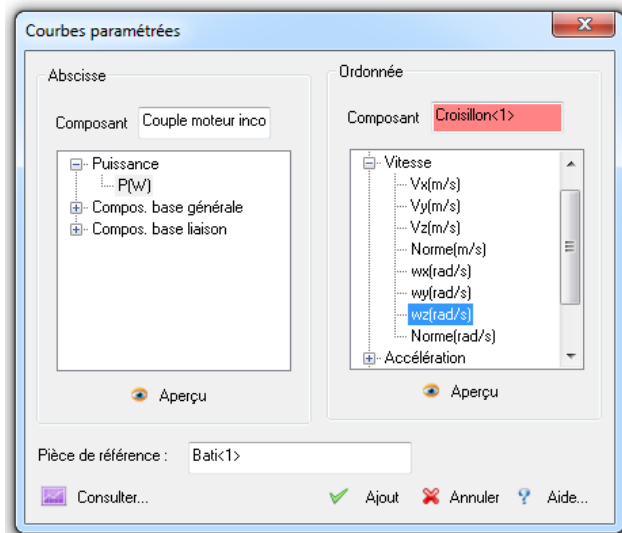 Courbes paramétrées
Abscisse
Composant Couple moteur inco
Puissance
P(W)
Compos. base générale
Compos. base liaison
Aperçu
Ordonnée
Composant Croisillon<1>
Vitesse
Vx(m/s)
Vy(m/s)
Vz(m/s)
Norme(m/s)
wx(rad/s)
wy(rad/s)
wz(rad/s)
Norme(rad/s)
Accélération
Aperçu
Pièce de référence : Bati<1>
Consulter... Ajout Annuler Aide...